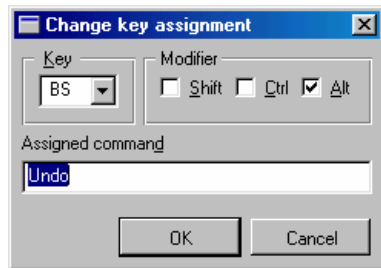 Change key assignment
Key
Modifier
BS
Shift
Ctrl
Alt
Assigned command
Undo
OK
Cancel